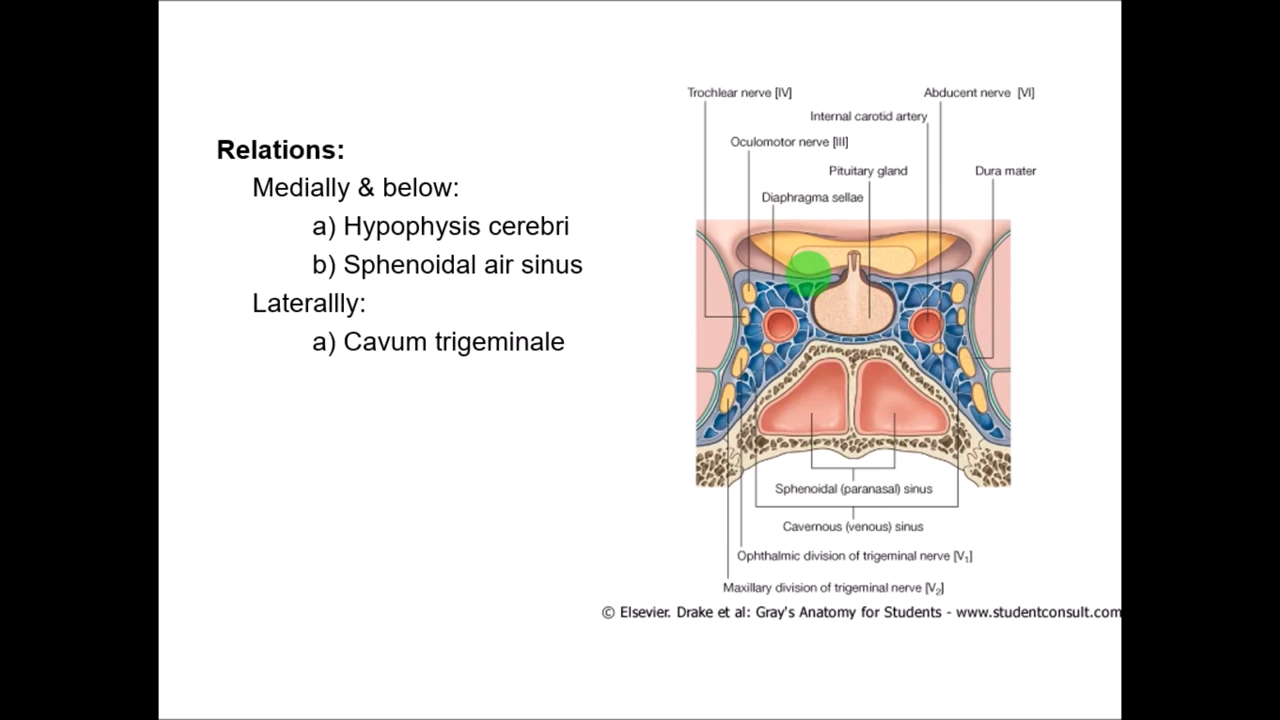 Relations:
Medially & below:
a) Hypophysis cerebri
b) Sphenoidal air sinus
Laterallly:
a) Cavum trigeminale
Trochlear nerve [IV]
Abducent nerve [VI]
Internal carotid artery
Oculomotor nerve [III]
Pituitary gland
Dura mater
Diaphragma sellae
Sphenoidal (paranasal) sinus
Cavernous (venous) sinus
Ophthalmic division of trigeminal nerve [V₁]
Maxillary division of trigeminal nerve [V₂]
© Elsevier. Drake et al: Gray's Anatomy for Students - www.studentconsult.com